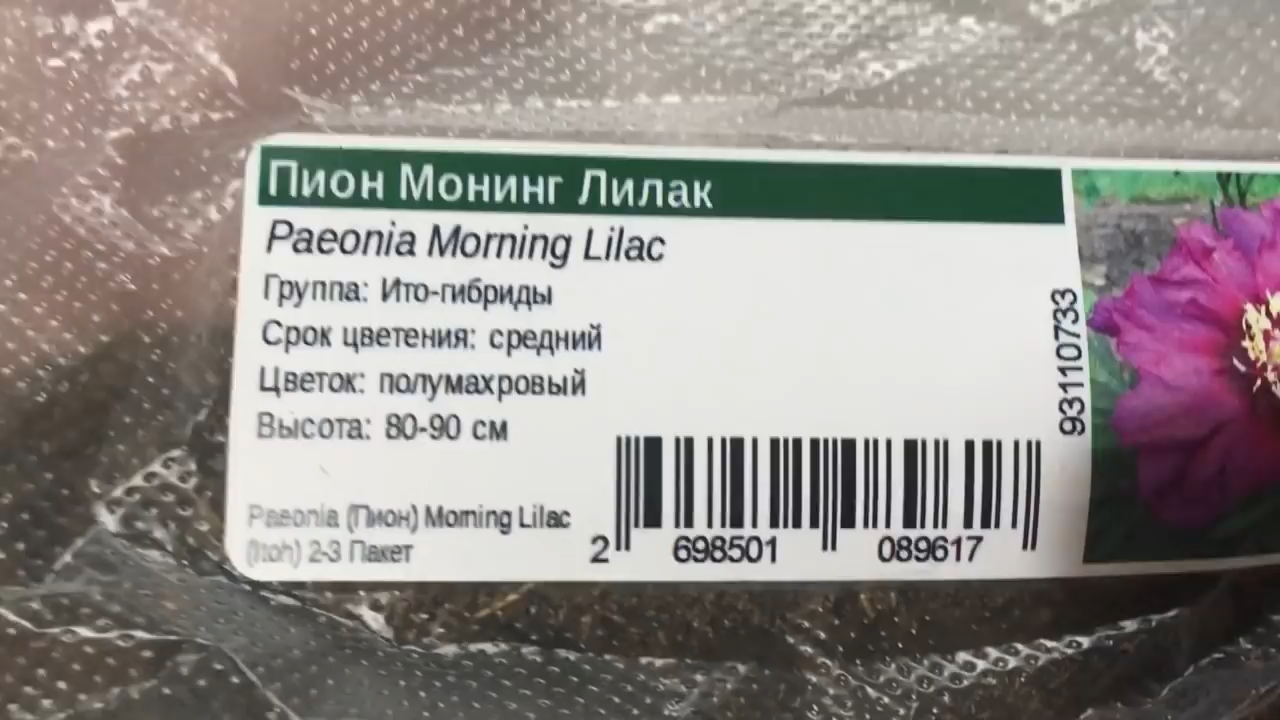 Пион Монинг Лилак
Paeonia Morning Lilac
Группа: Ито-гибриды
Срок цветения: средний
Цветок: полумахровый
Высота: 80-90 см
Paeonia (Пион) Morning Lilac
(Itoh) 2-3 Пакет
2 698501 089617
93110733